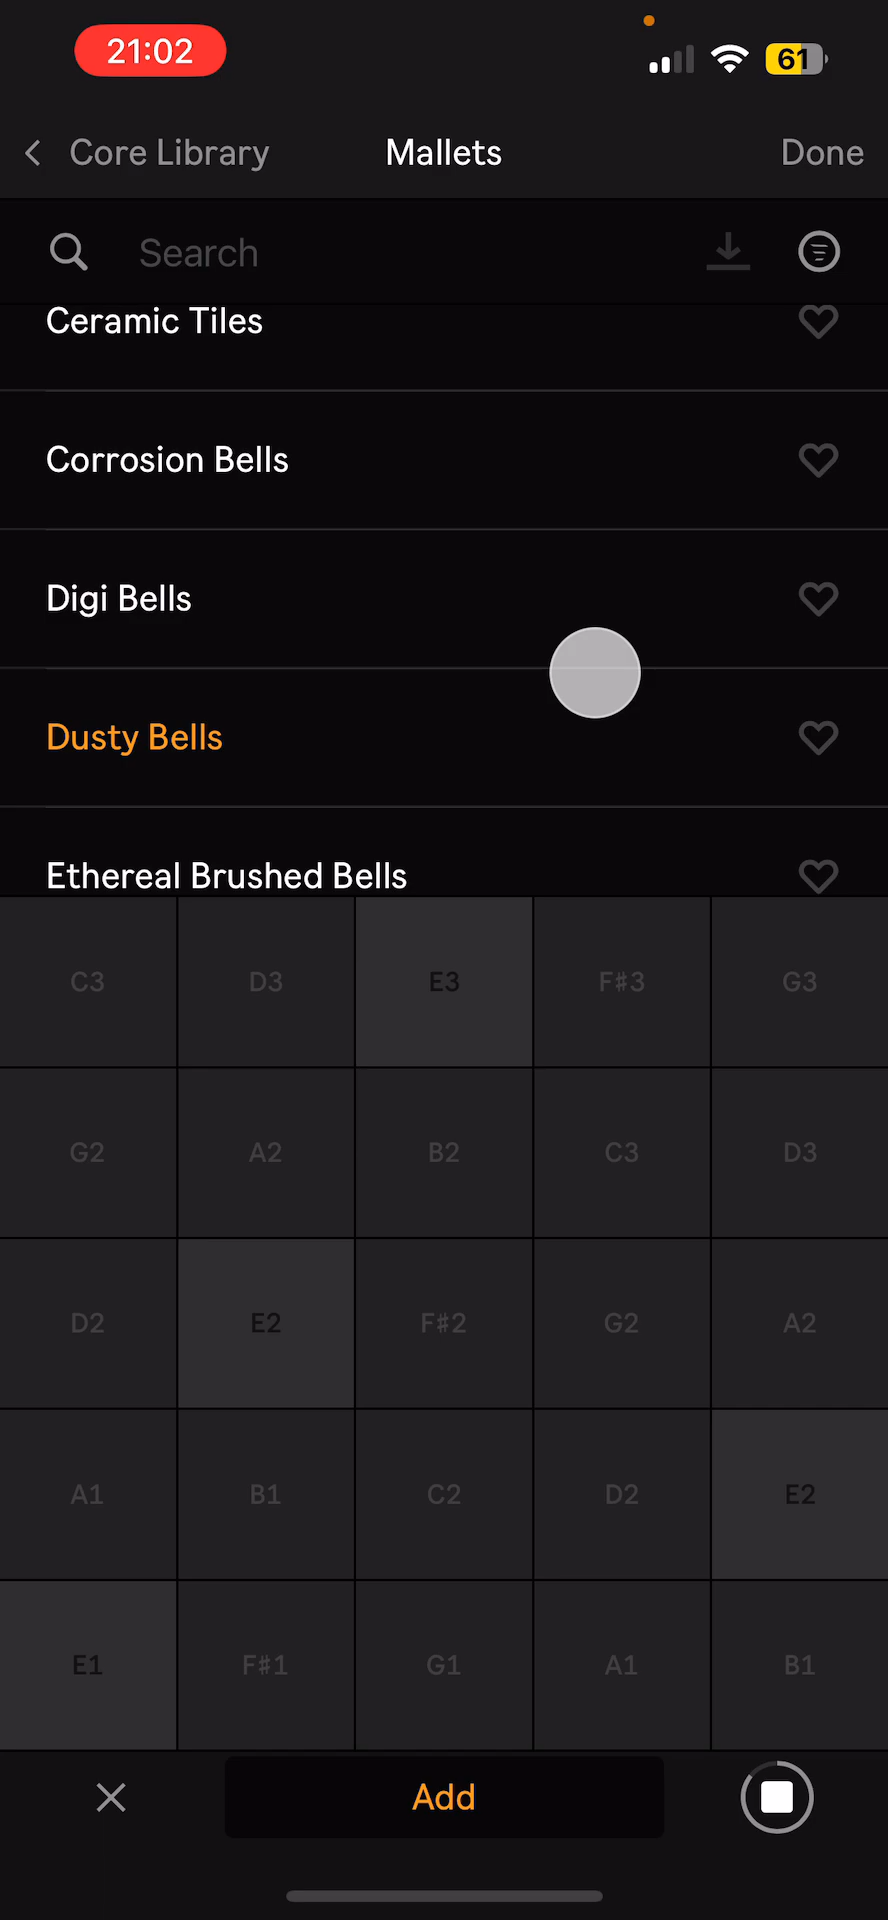 21:02
61
Core Library
Mallets
Done
Search
Ceramic Tiles
Corrosion Bells
Digi Bells
Dusty Bells
Ethereal Brushed Bells
C3 D3 E3 F#3 G3
G2 A2 B2 C3 D3
D2 E2 F#2 G2 A2
A1 B1 C2 D2 E2
E1 F#1 G1 A1 B1
Add